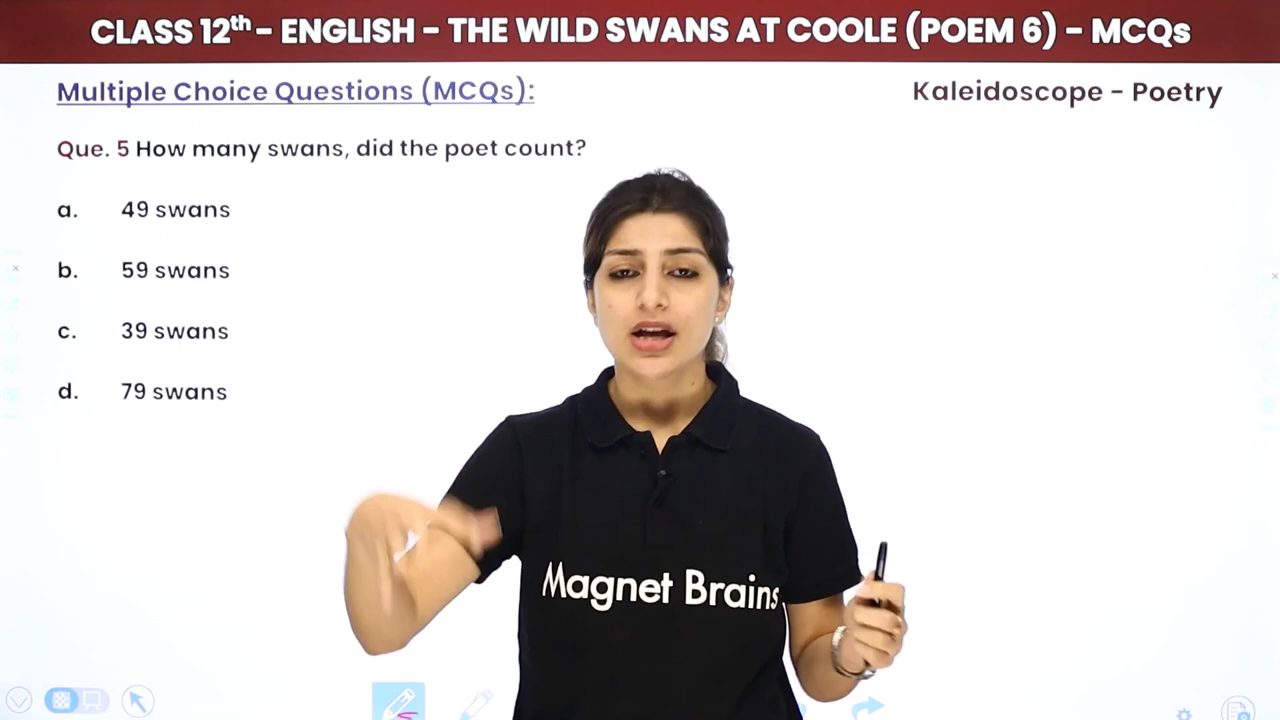 CLASS 12th – ENGLISH – THE WILD SWANS AT COOLE (POEM 6) – MCQs
Multiple Choice Questions (MCQs):
Kaleidoscope – Poetry
Que. 5 How many swans, did the poet count?
a. 49 swans
b. 59 swans
c. 39 swans
d. 79 swans
Magnet Brains